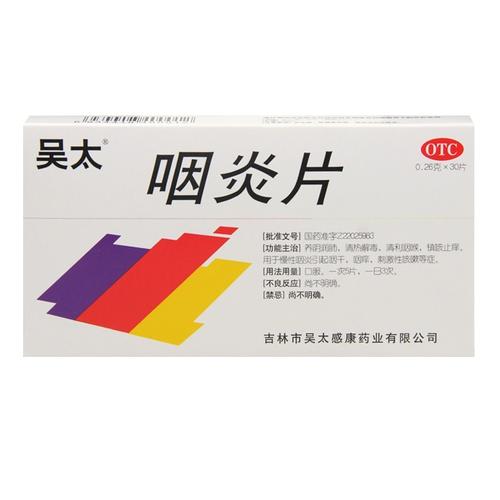 吴太®
咽炎片
OTC
0.26克×30片
[批准文号] 国药准字Z22025983
[功能主治] 养阴润肺，清热解毒，清利咽喉，镇咳止痒。
用于慢性咽炎引起咽干，咽痒，刺激性咳嗽等症。
[用法用量] 口服。一次5片，一日3次。
[不良反应] 尚不明确。
[禁忌] 尚不明确。
吉林市吴太感康药业有限公司